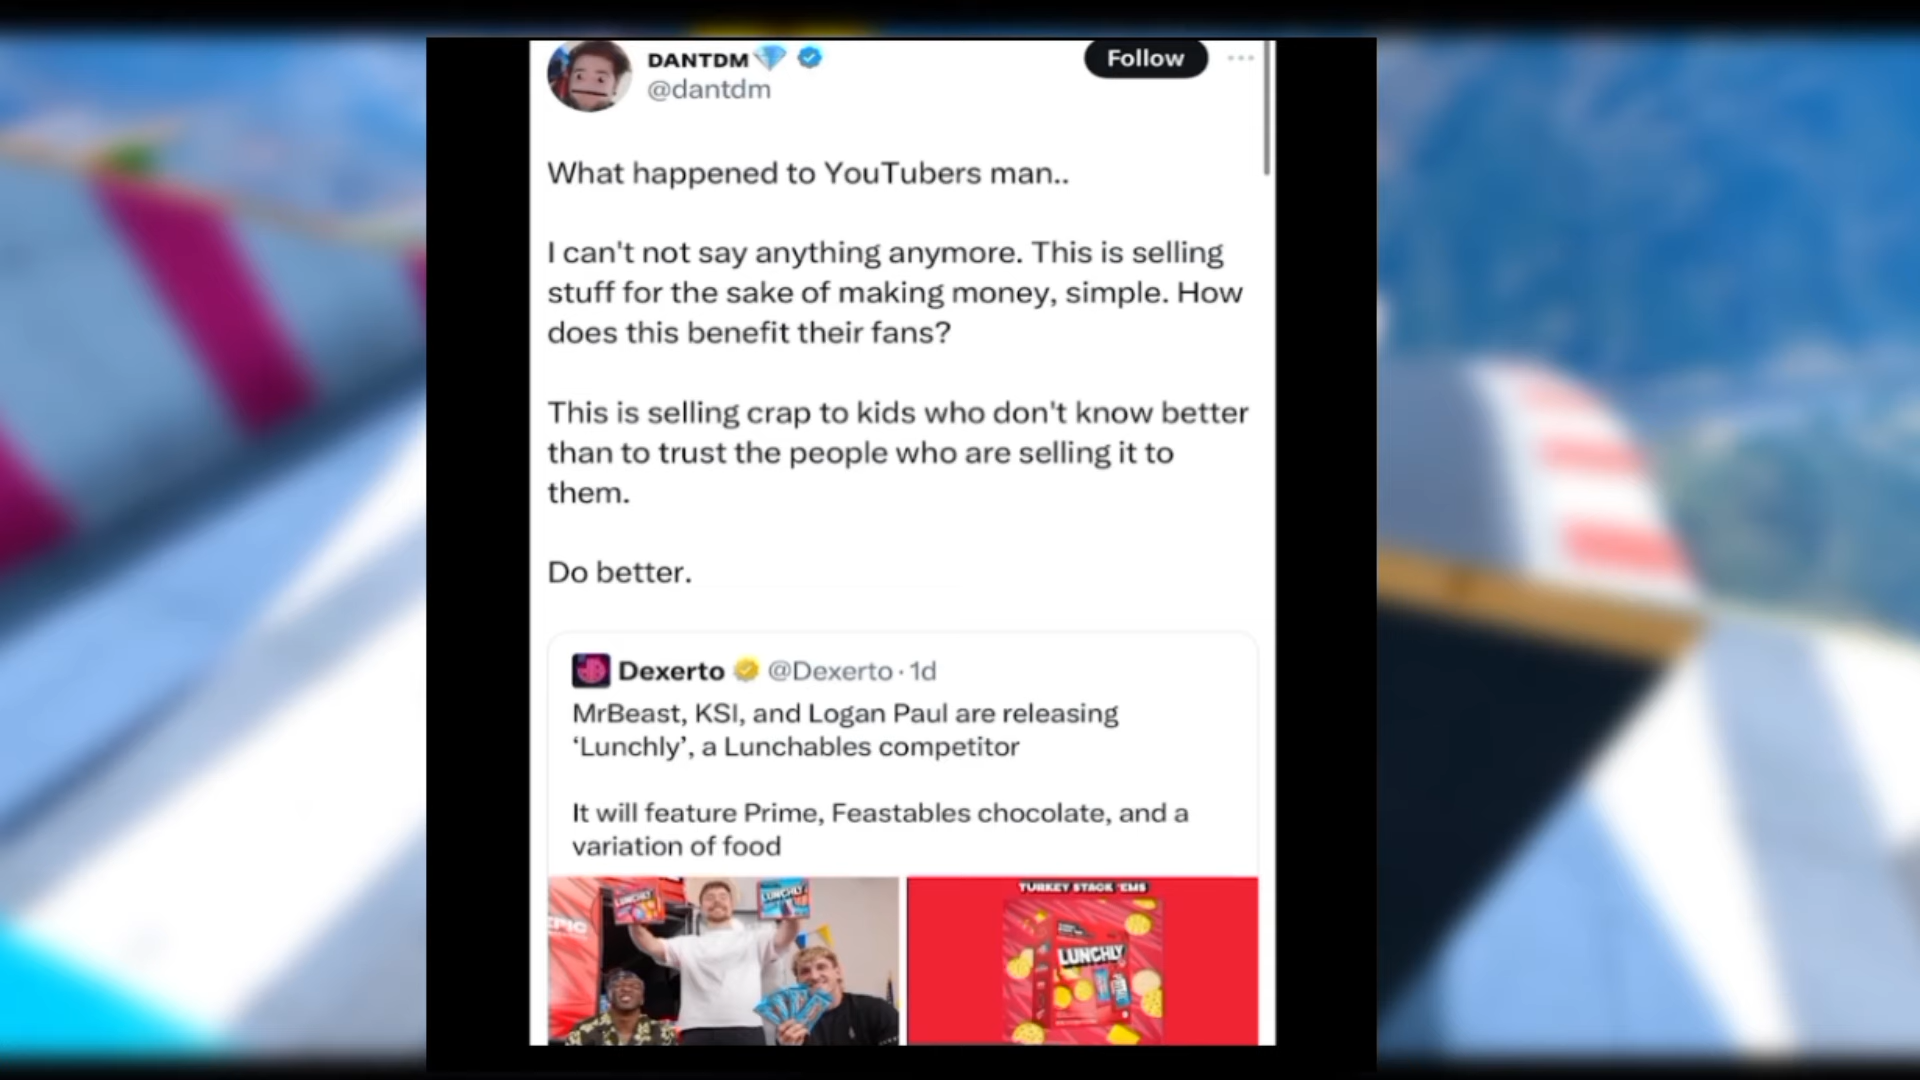 DANTDM
@dantdm
Follow
What happened to YouTubers man..
I can't not say anything anymore. This is selling
stuff for the sake of making money, simple. How
does this benefit their fans?
This is selling crap to kids who don't know better
than to trust the people who are selling it to
them.
Do better.
Dexerto @Dexerto · 1d
MrBeast, KSI, and Logan Paul are releasing
‘Lunchly’, a Lunchables competitor
It will feature Prime, Feastables chocolate, and a
variation of food
LUNCHLY
LUNCHLY
EPIC
TURKEY STACK 'EMS
LUNCHLY